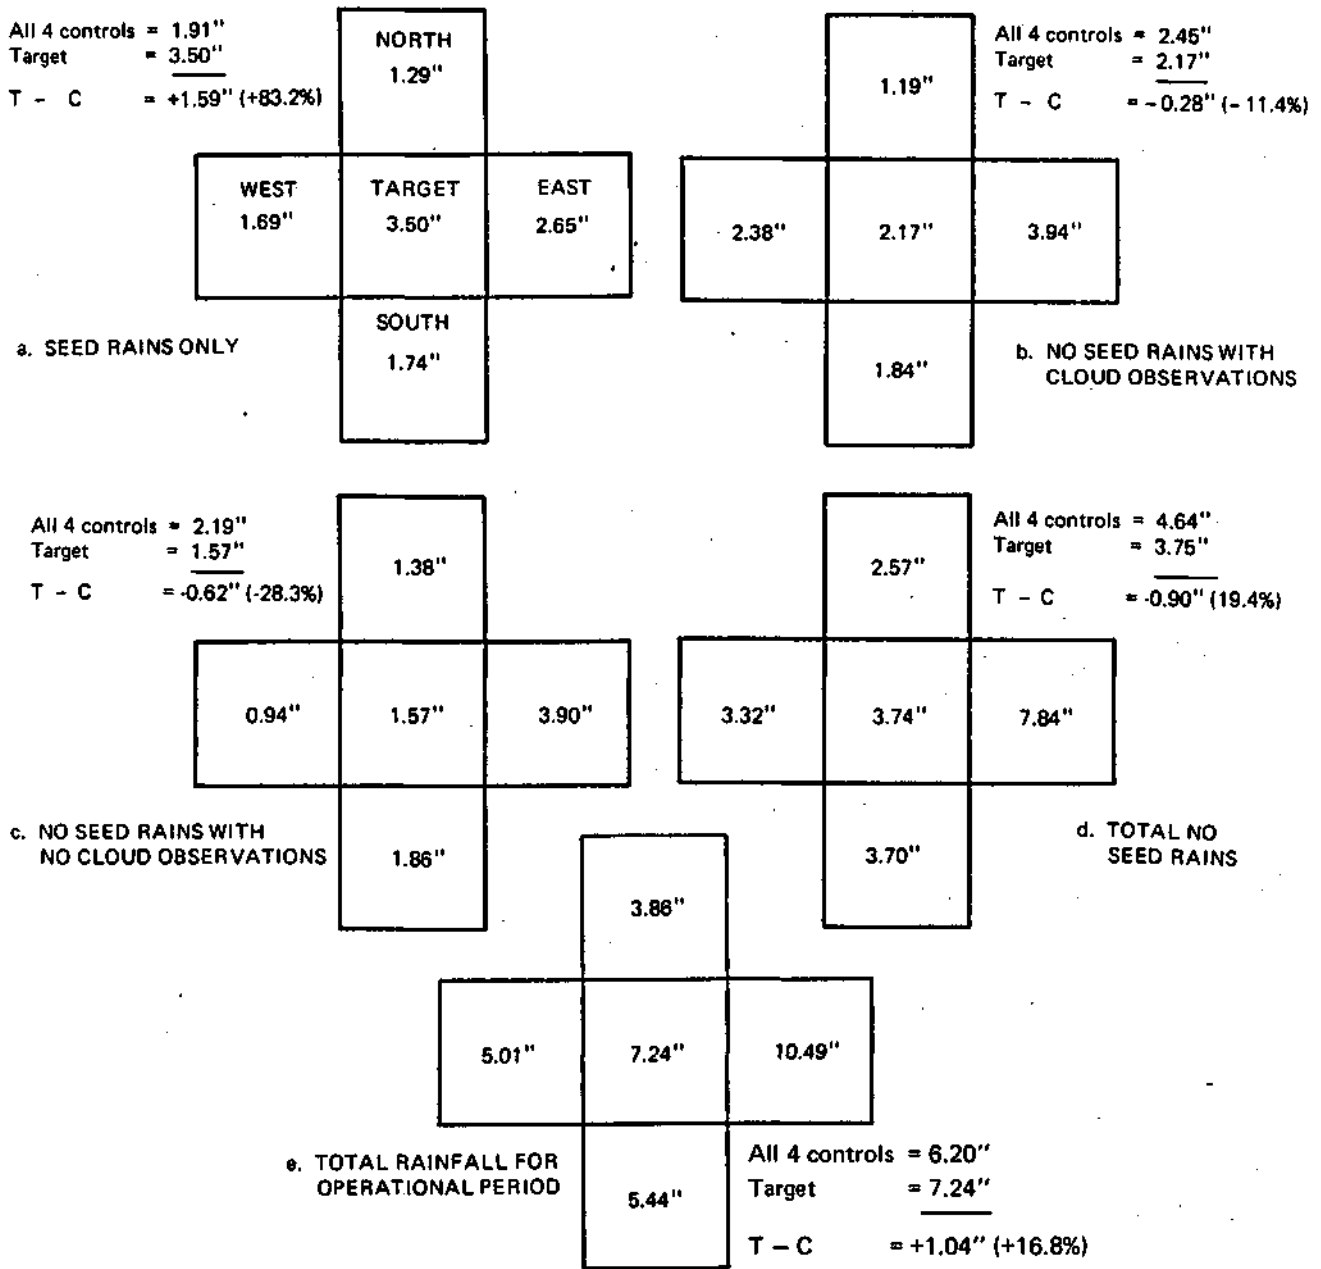 All 4 controls = 1.91"
Target = 3.50"
T - C = +1.59" (+83.2%)
NORTH
1.29"
WEST TARGET EAST
1.69" 3.50" 2.65"
SOUTH
1.74"
a. SEED RAINS ONLY
All 4 controls = 2.45"
Target = 2.17"
T - C = -0.28" (-11.4%)
1.19"
2.38" 2.17" 3.94"
1.84"
b. NO SEED RAINS WITH
CLOUD OBSERVATIONS
All 4 controls = 2.19"
Target = 1.57"
T - C = -0.62" (-28.3%)
1.38"
0.94" 1.57" 3.90"
1.86"
c. NO SEED RAINS WITH
NO CLOUD OBSERVATIONS
All 4 controls = 4.64"
Target = 3.75"
T - C = -0.90" (19.4%)
2.57"
3.32" 3.74" 7.84"
3.70"
d. TOTAL NO
SEED RAINS
3.86"
5.01" 7.24" 10.49"
5.44"
e. TOTAL RAINFALL FOR
OPERATIONAL PERIOD
All 4 controls = 6.20"
Target = 7.24"
T - C = +1.04" (+16.8%)